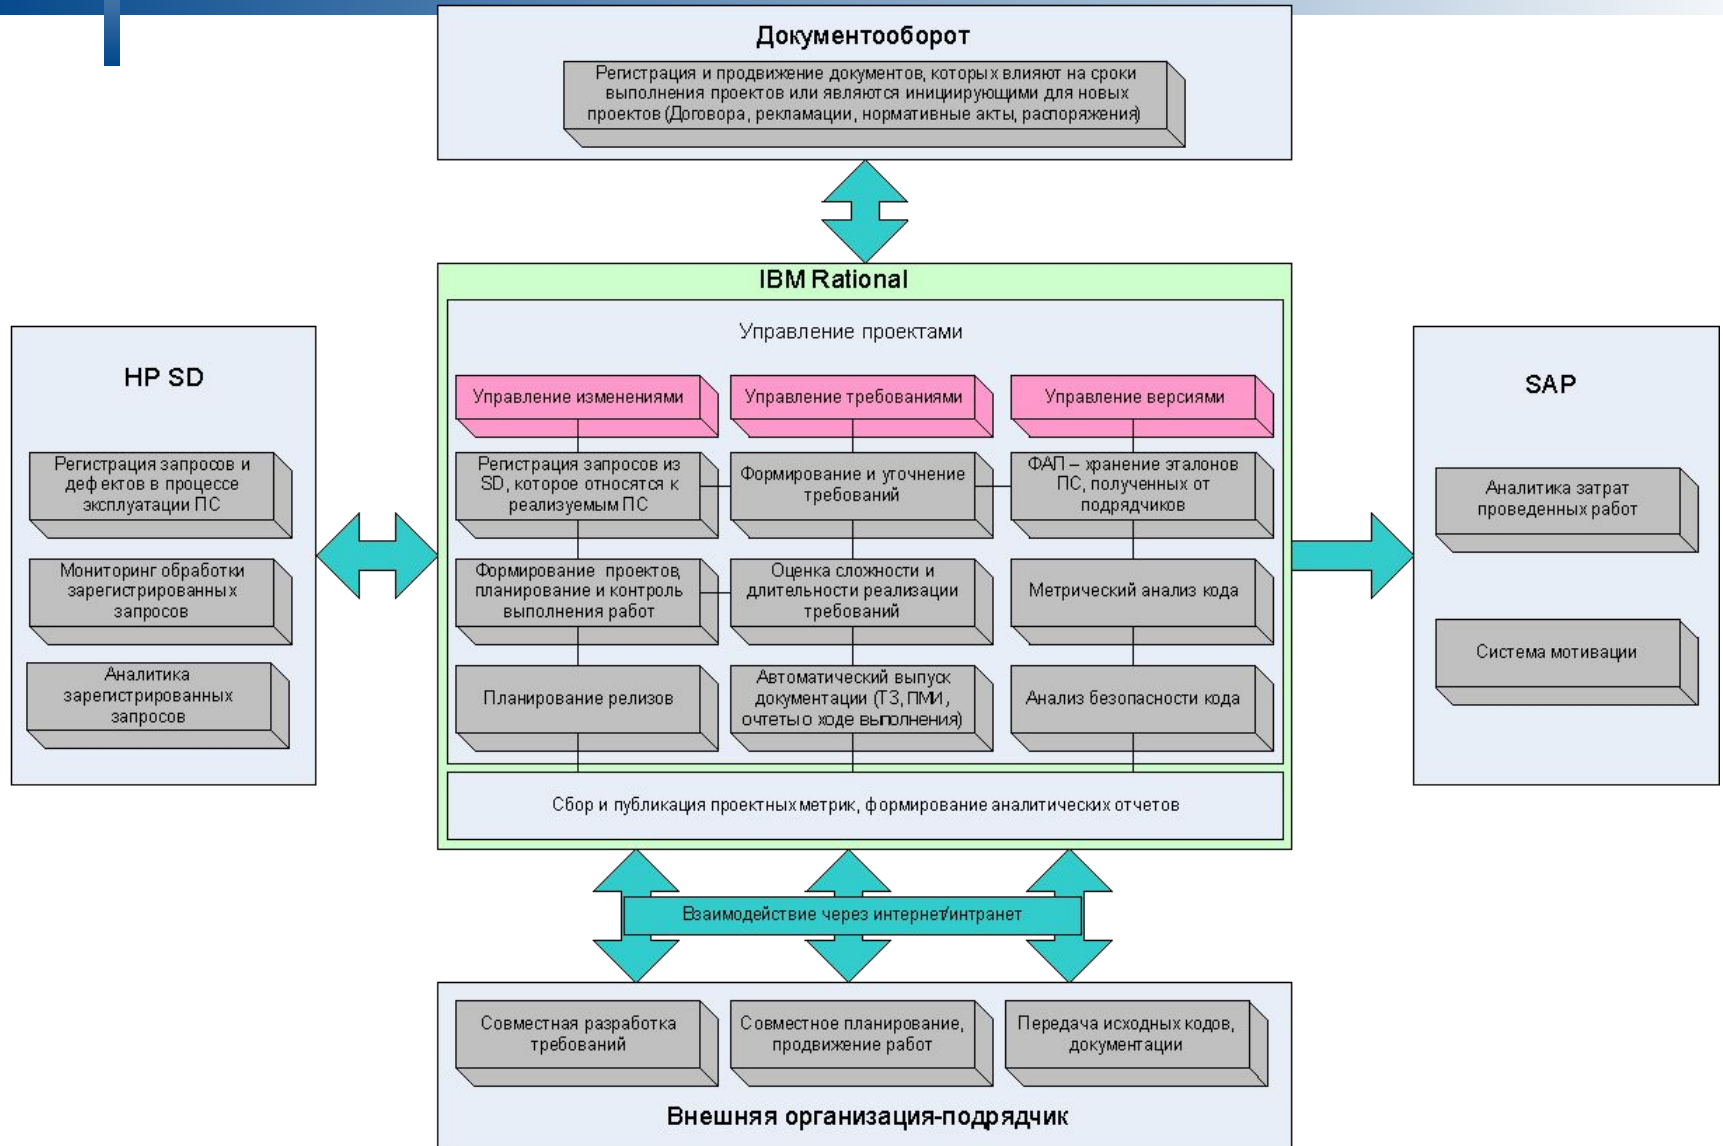 Документооборот
Регистрация и продвижение документов, которых влияют на сроки
выполнения проектов или являются инициирующими для новых
проектов (Договора, рекламации, нормативные акты, распоряжения)
IBM Rational
Управление проектами
HP SD
Регистрация запросов и
дефектов в процессе
эксплуатации ПС
Мониторинг обработки
зарегистрированных
запросов
Аналитика
зарегистрированных
запросов
Управление изменениями
Регистрация запросов из
SD, которое относятся к
реализуемым ПС
Формирование проектов,
планирование и контроль
выполнения работ
Планирование релизов
Управление требованиями
Формирование и уточнение
требований
Оценка сложности и
длительности реализации
требований
Автоматический выпуск
документации (ТЗ, ПМИ,
очтеты о ходе выполнения)
Управление версиями
ФАП – хранение эталонов
ПС, полученных от
подрядчиков
Метрический анализ кода
Анализ безопасности кода
SAP
Аналитика затрат
проведенных работ
Система мотивации
Сбор и публикация проектных метрик, формирование аналитических отчетов
Взаимодействие через интернет/интранет
Совместная разработка
требований
Совместное планирование,
продвижение работ
Передача исходных кодов,
документации
Внешняя организация-подрядчик